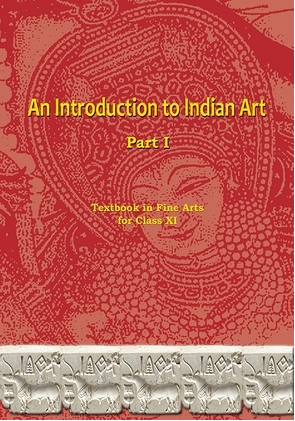 An Introduction to Indian Art
Part I
Textbook in Fine Arts
for Class XI